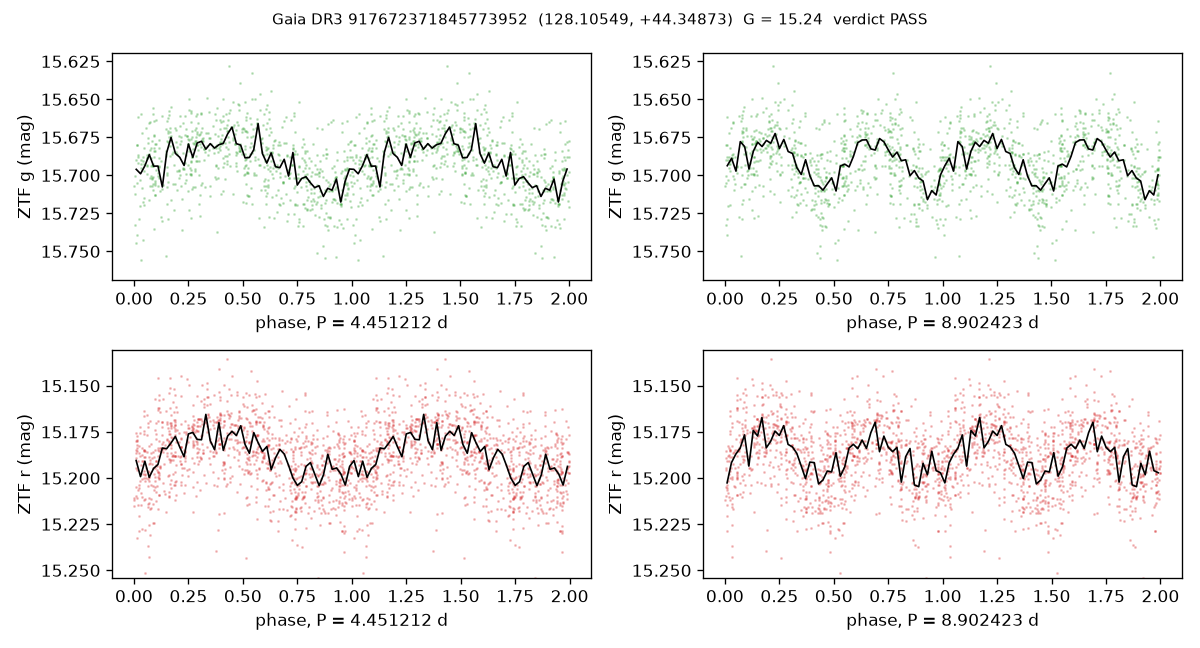 Gaia DR3 917672371845773952  (128.10549, +44.34873)  G = 15.24  verdict PASS
ZTF g (mag)
15.625
15.650
15.675
15.700
15.725
15.750
0.00 0.25 0.50 0.75 1.00 1.25 1.50 1.75 2.00
phase, P = 4.451212 d
ZTF g (mag)
15.625
15.650
15.675
15.700
15.725
15.750
0.00 0.25 0.50 0.75 1.00 1.25 1.50 1.75 2.00
phase, P = 8.902423 d
ZTF r (mag)
15.150
15.175
15.200
15.225
15.250
0.00 0.25 0.50 0.75 1.00 1.25 1.50 1.75 2.00
phase, P = 4.451212 d
ZTF r (mag)
15.150
15.175
15.200
15.225
15.250
0.00 0.25 0.50 0.75 1.00 1.25 1.50 1.75 2.00
phase, P = 8.902423 d